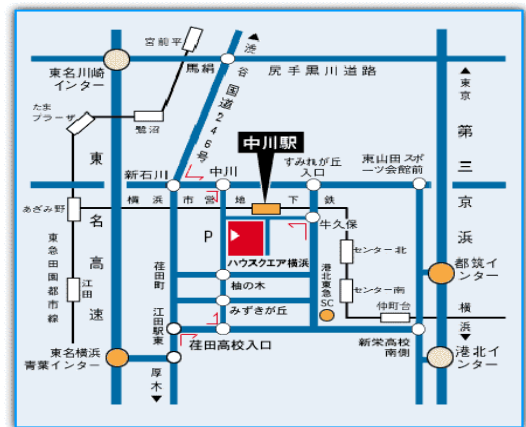 宮前平
渋谷
馬絹
尻手黒川道路
東名川崎
インター
国道246号
東京
たま
プラーザ
鷺沼
中川駅
第三京浜
新石川
中川
すみれが丘
入口
東山田スポ
ーツ会館前
東名高速
あざみ野
横浜市営地下鉄
P
牛久保
ハウスクエア横浜
センター北
東急田園都市線
江田
荏田町
柚の木
港北東急SC
センター南
都筑イ
ンター
みずきが丘
仲町台
横浜
江田駅東
荏田高校入口
新栄高校
南側
東名横浜
青葉インター
港北イ
ンター
厚木